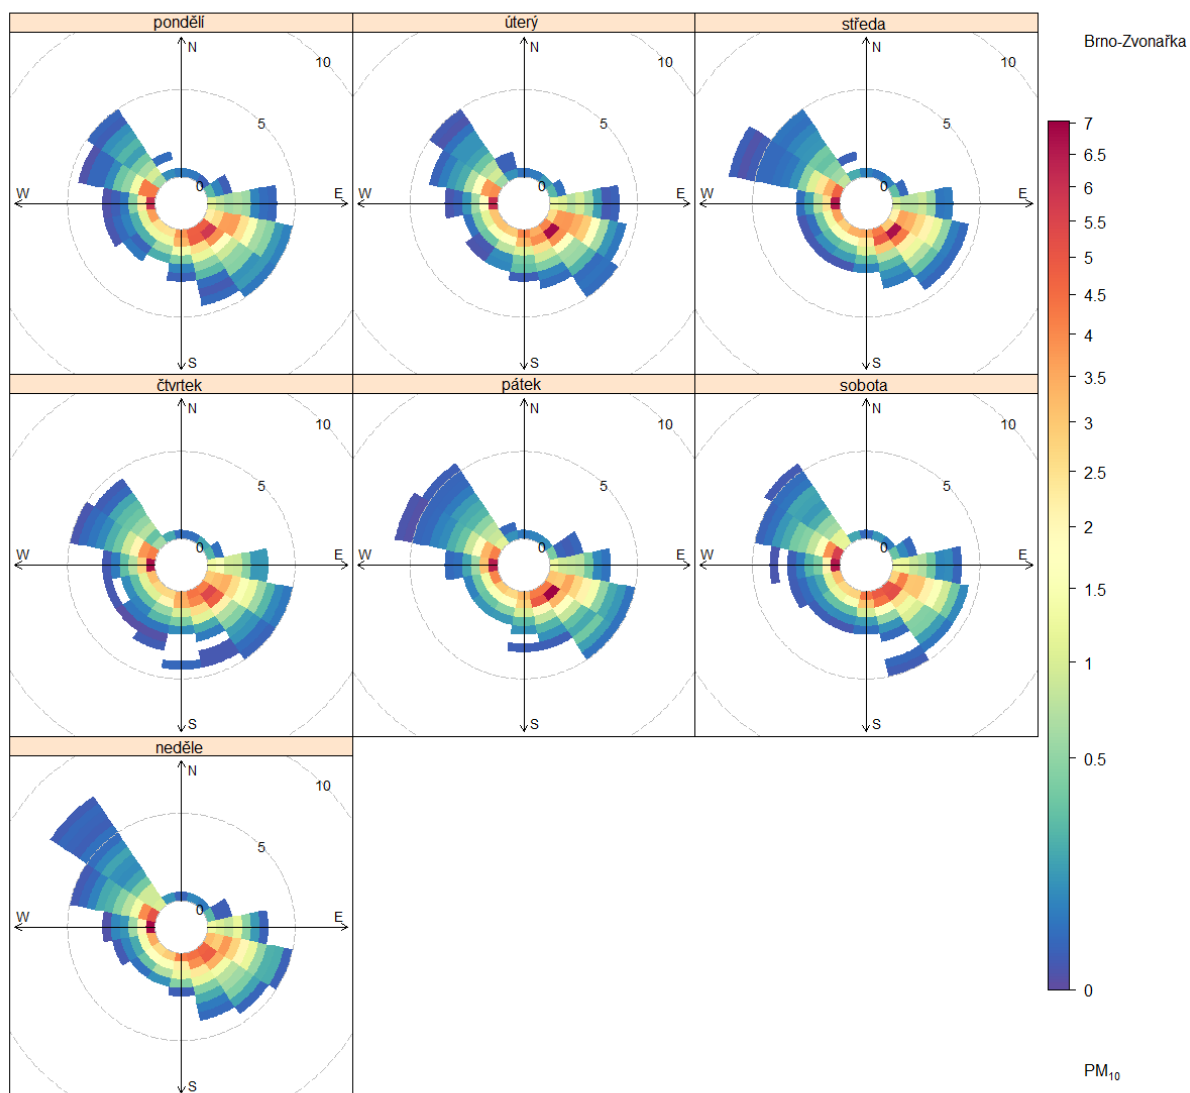 pondělí
úterý
středa
Brno-Zvonařka
N
10
5
0
W
E
S
N
10
5
0
W
E
S
N
10
5
0
W
E
S
čtvrtek
pátek
sobota
N
10
5
0
W
E
S
N
10
5
0
W
E
S
N
10
5
0
W
E
S
neděle
N
10
5
0
W
E
S
7
6.5
6
5.5
5
4.5
4
3.5
3
2.5
2
1.5
1
0.5
0
PM₁₀